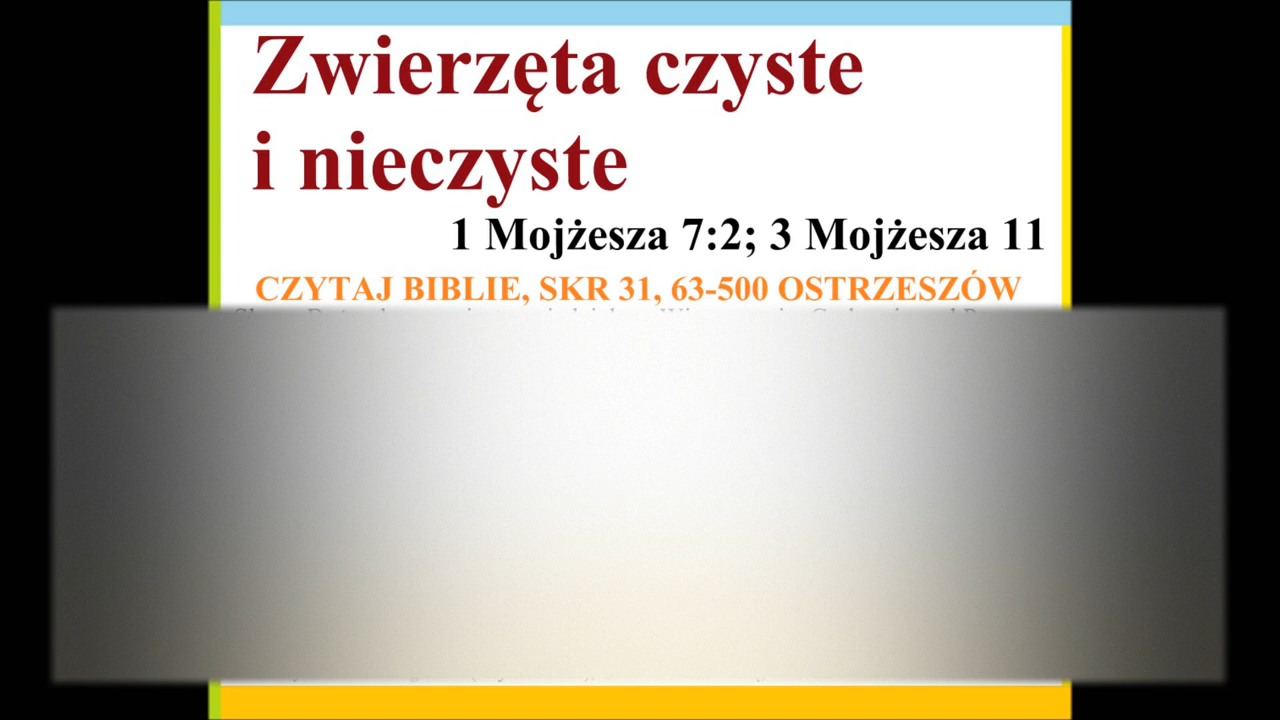 Zwierzęta czyste
i nieczyste
1 Mojżesza 7:2; 3 Mojżesza 11
CZYTAJ BIBLIE, SKR 31, 63-500 OSTRZESZÓW